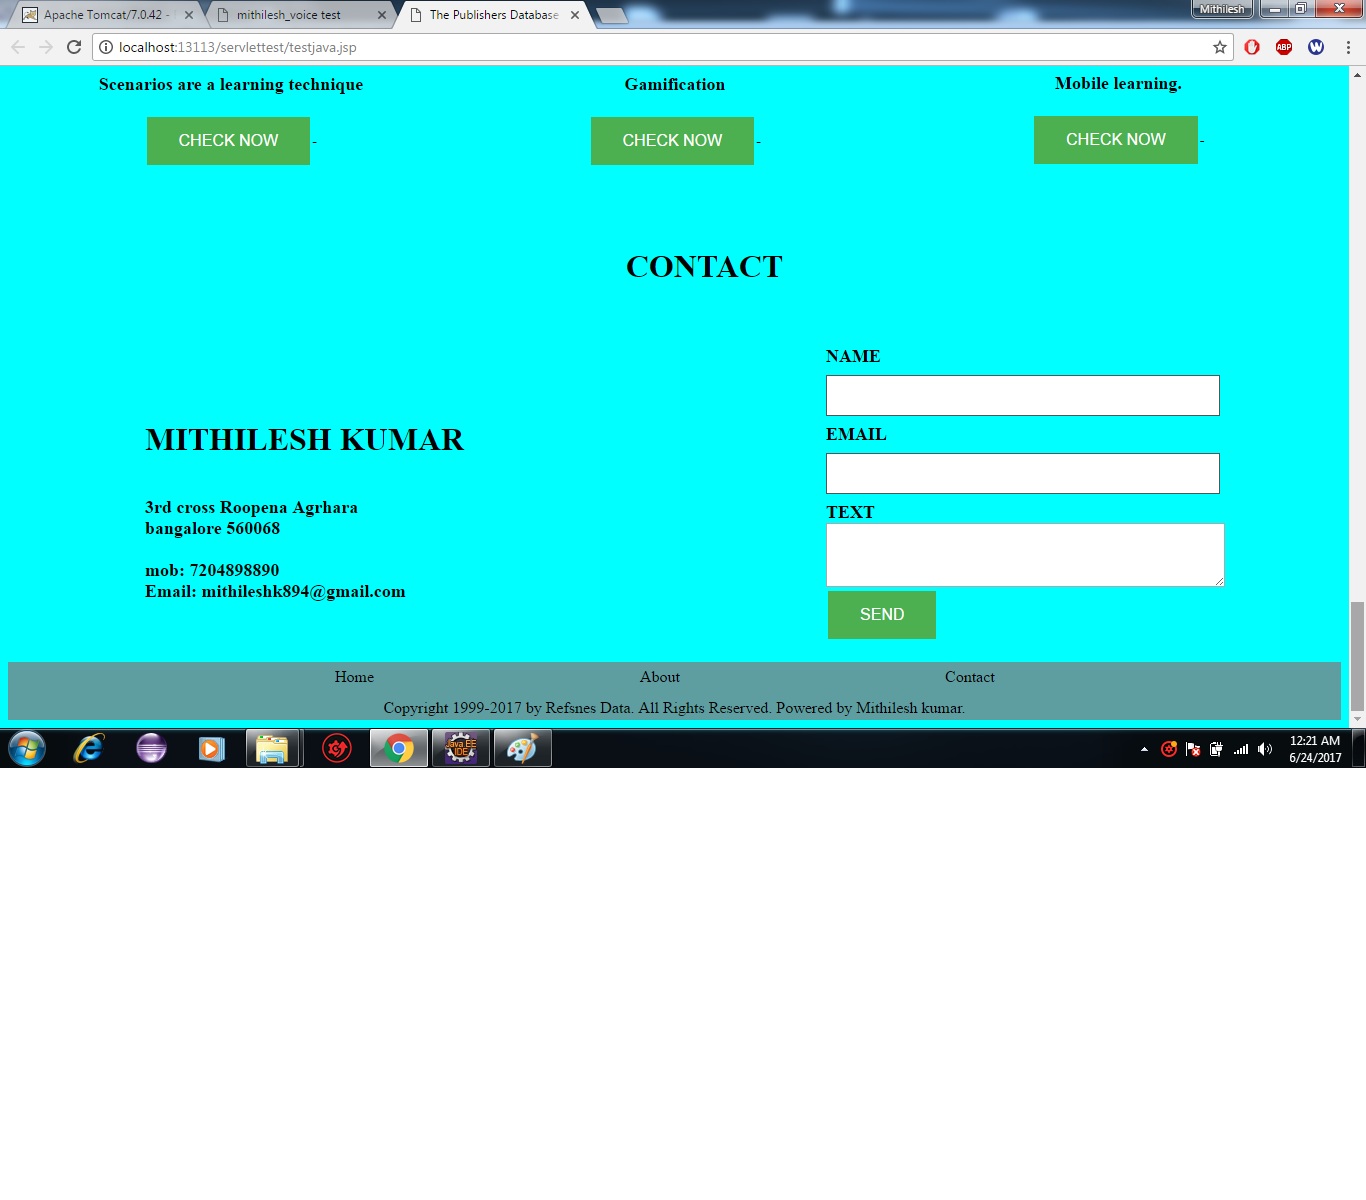 Apache Tomcat/7.0.42 -
mithilesh_voice test
The Publishers Database
Mithilesh
localhost:13113/servlettest/testjava.jsp
ABP
W
Scenarios are a learning technique
Gamification
Mobile learning.
CHECK NOW -
CHECK NOW -
CHECK NOW -
CONTACT
NAME
EMAIL
TEXT
SEND
MITHILESH KUMAR
3rd cross Roopena Agrhara
bangalore 560068
mob: 7204898890
Email: mithileshk894@gmail.com
Home
About
Contact
Copyright 1999-2017 by Refsnes Data. All Rights Reserved. Powered by Mithilesh kumar.
Java EE
IDE
12:21 AM
6/24/2017